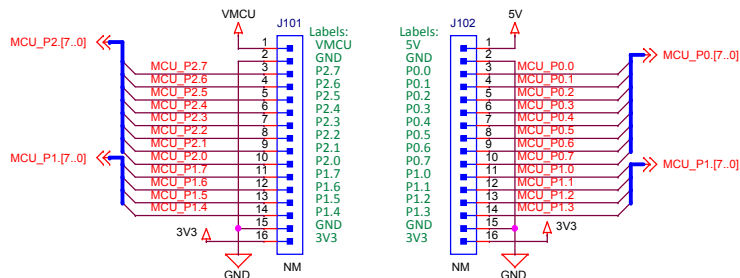 VMCU J101 J102 5V
Labels: Labels:
MCU_P2.[7..0] 1 VMCU 5V 1 MCU_P0.[7..0]
2 GND GND 2
MCU_P2.7 3 P2.7 P0.0 3 MCU_P0.0
MCU_P2.6 4 P2.6 P0.1 4 MCU_P0.1
MCU_P2.5 5 P2.5 P0.2 5 MCU_P0.2
MCU_P2.4 6 P2.4 P0.3 6 MCU_P0.3
MCU_P2.3 7 P2.3 P0.4 7 MCU_P0.4
MCU_P2.2 8 P2.2 P0.5 8 MCU_P0.5
MCU_P2.1 9 P2.1 P0.6 9 MCU_P0.6
MCU_P1.[7..0] MCU_P2.0 10 P2.0 P0.7 10 MCU_P0.7 MCU_P1.[7..0]
MCU_P1.7 11 P1.7 P1.0 11 MCU_P1.0
MCU_P1.6 12 P1.6 P1.1 12 MCU_P1.1
MCU_P1.5 13 P1.5 P1.2 13 MCU_P1.2
MCU_P1.4 14 P1.4 P1.3 14 MCU_P1.3
15 GND GND 15
3V3 16 3V3 3V3 16 3V3
GND NM NM GND